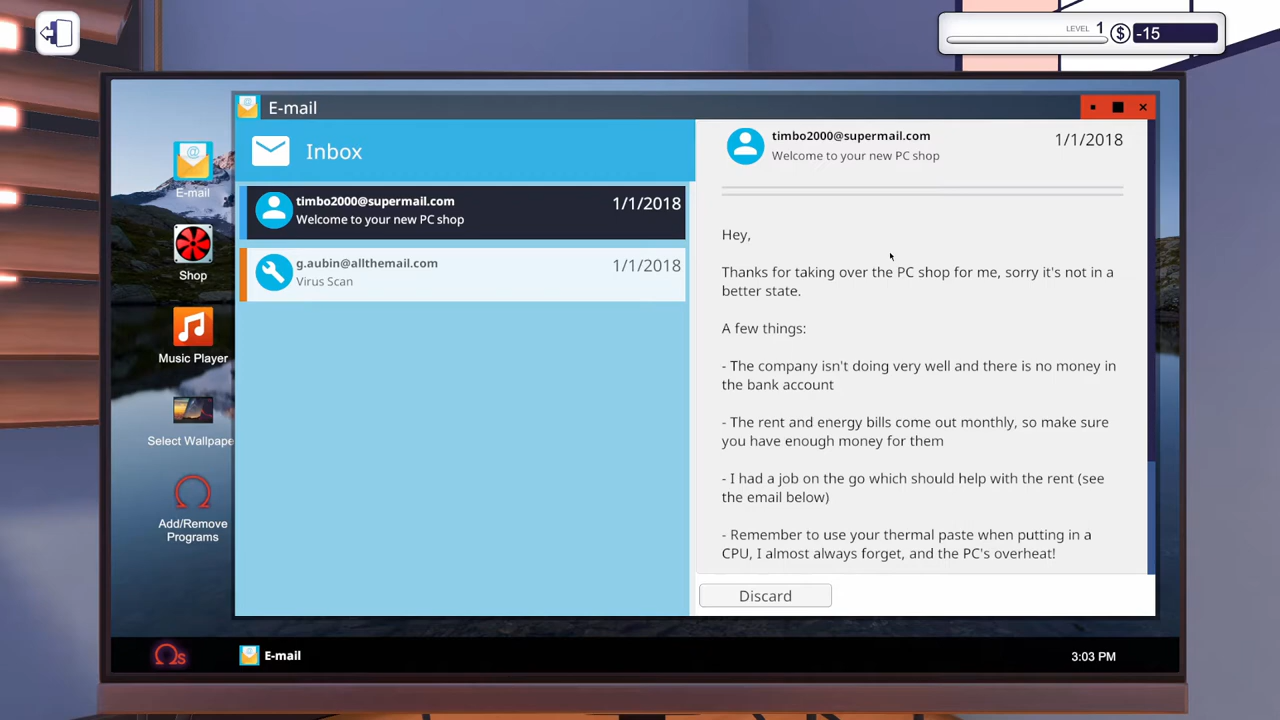 LEVEL 1 $ -15
E-mail
Inbox
timbo2000@supermail.com 1/1/2018
Welcome to your new PC shop
g.aubin@allthemail.com 1/1/2018
Virus Scan
timbo2000@supermail.com 1/1/2018
Welcome to your new PC shop
Hey,
Thanks for taking over the PC shop for me, sorry it's not in a
better state.
A few things:
- The company isn't doing very well and there is no money in
the bank account
- The rent and energy bills come out monthly, so make sure
you have enough money for them
- I had a job on the go which should help with the rent (see
the email below)
- Remember to use your thermal paste when putting in a
CPU, I almost always forget, and the PC's overheat!
Discard
E-mail
Shop
Music Player
Select Wallpape
Add/Remove
Programs
Ωs
E-mail
3:03 PM